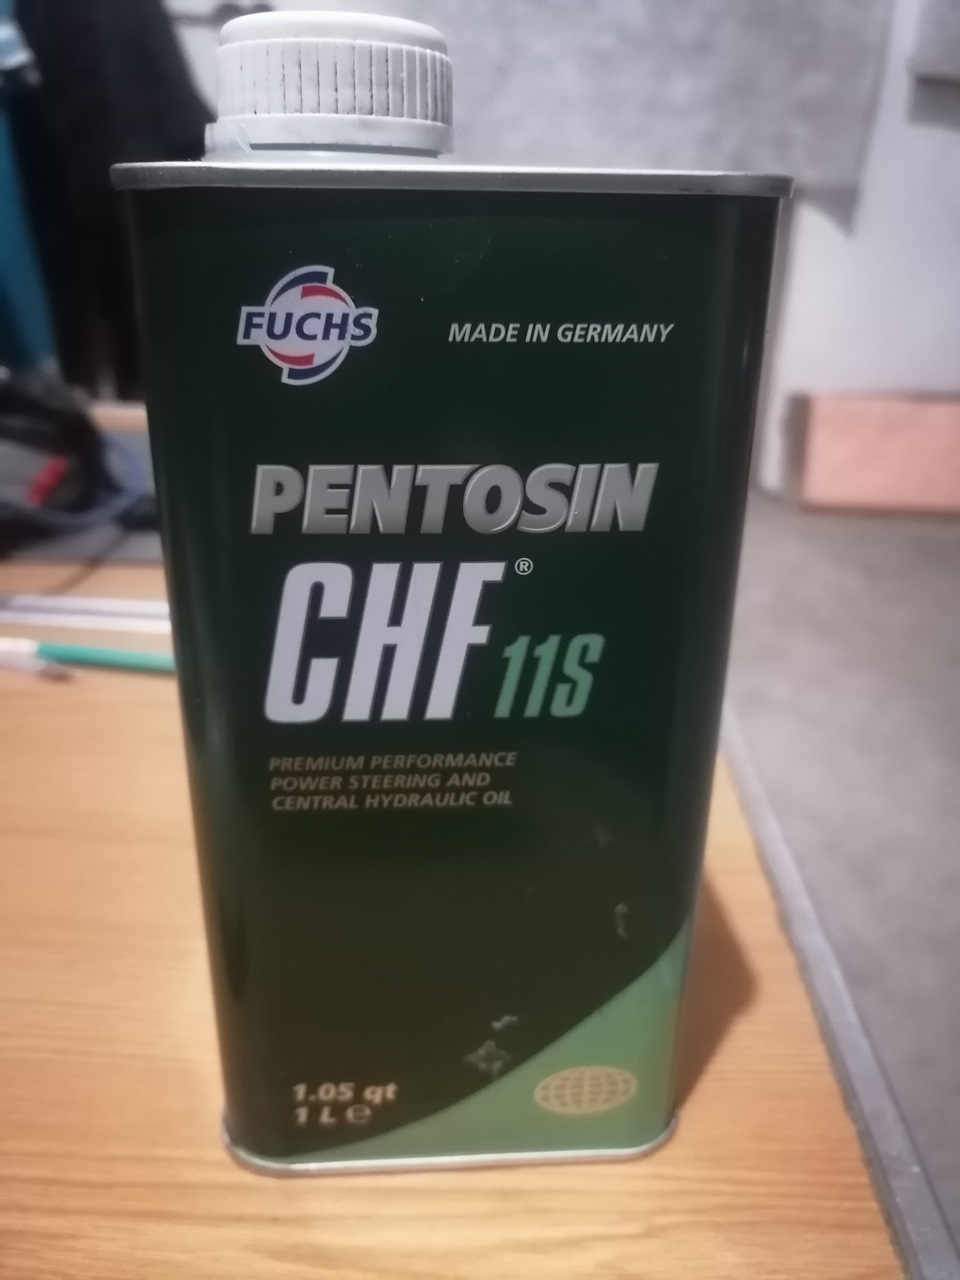 FUCHS
MADE IN GERMANY
PENTOSIN
CHF®
11S
PREMIUM PERFORMANCE
POWER STEERING AND
CENTRAL HYDRAULIC OIL
1.05 qt
1 L ℮